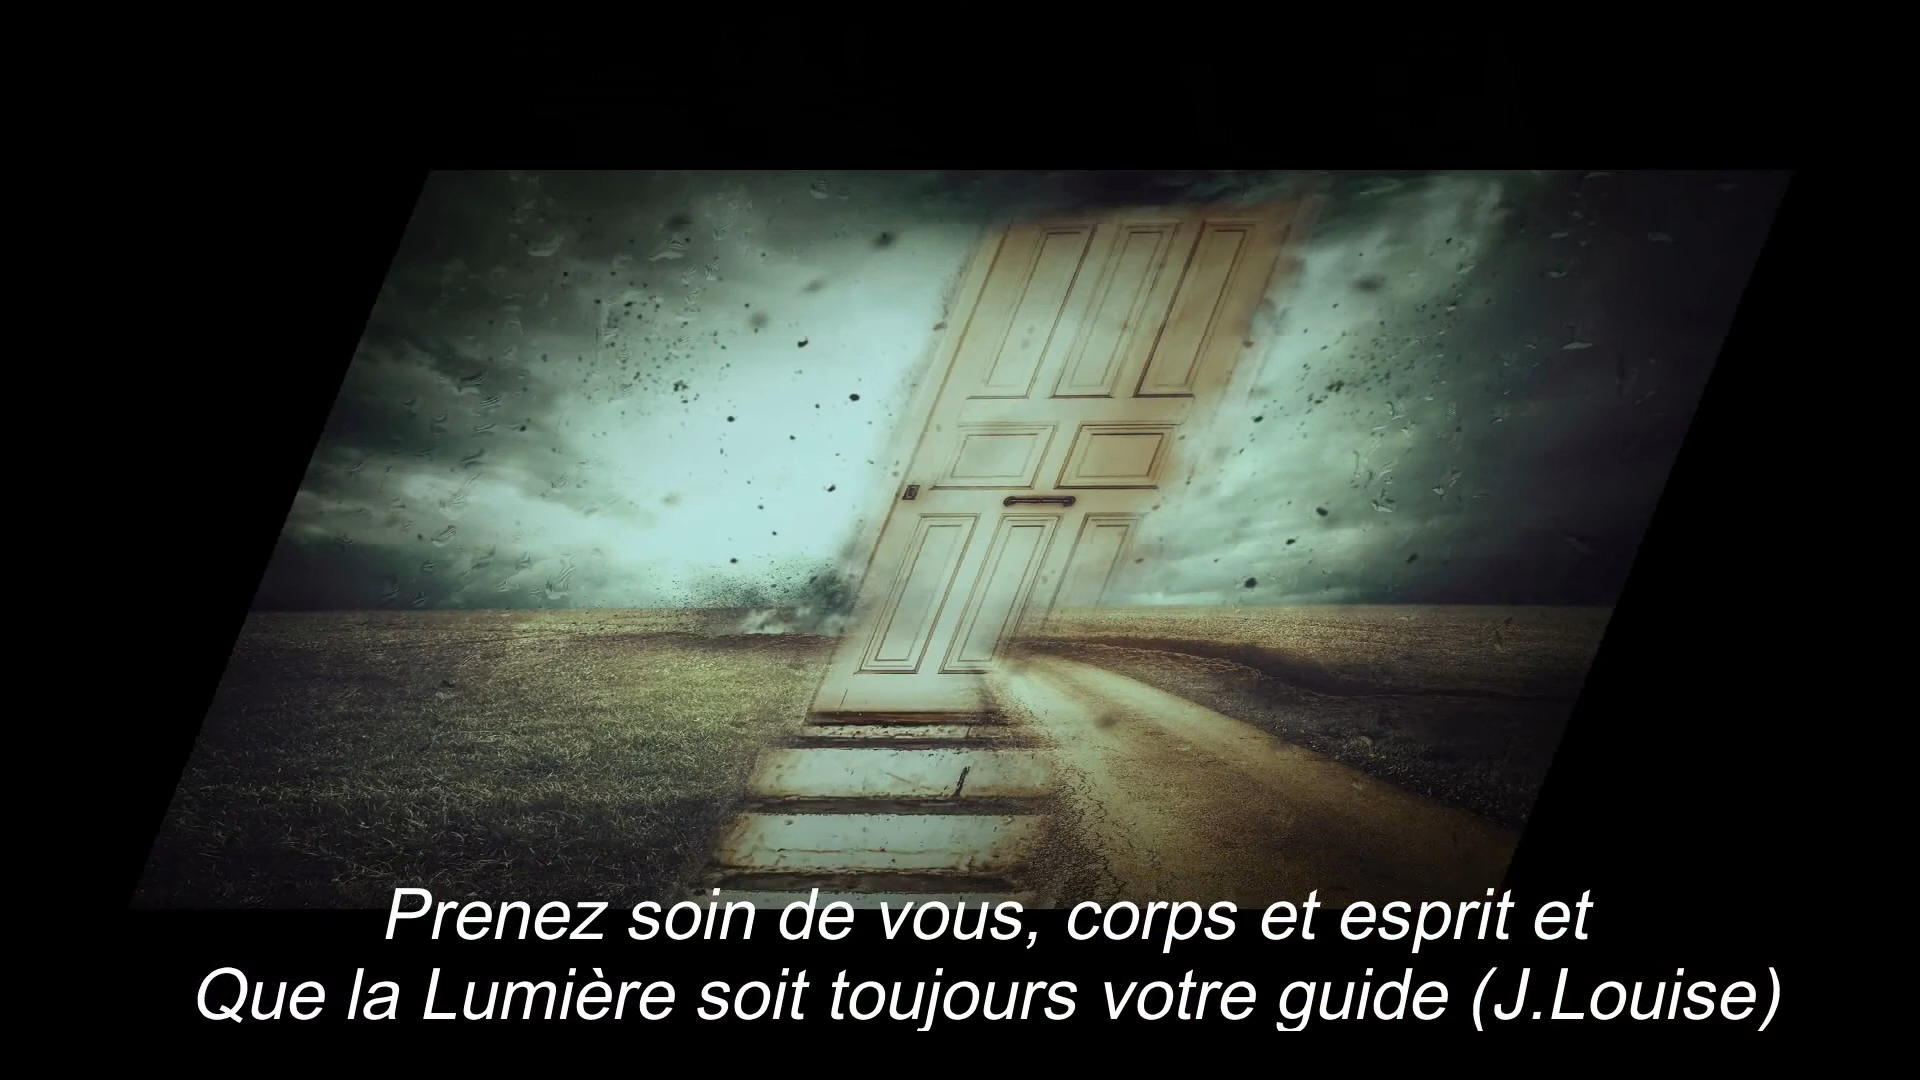 Prenez soin de vous, corps et esprit et
Que la Lumière soit toujours votre guide (J.Louise)